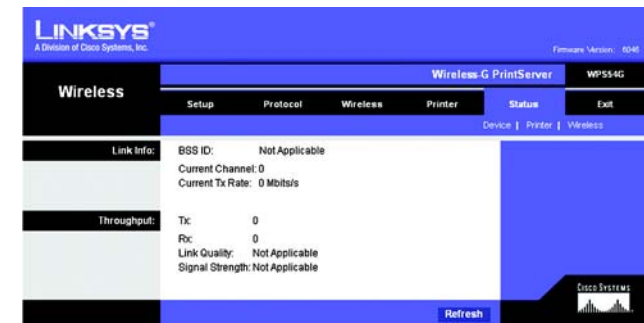 LINKSYS®
A Division of Cisco Systems, Inc.
Firmware Version: 6046
Wireless
Wireless-G PrintServer WPS54G
Setup Protocol Wireless Printer Status Exit
Device | Printer | Wireless
Link Info:
BSS ID: Not Applicable
Current Channel: 0
Current Tx Rate: 0 Mbits/s
Throughput:
Tx: 0
Rx: 0
Link Quality: Not Applicable
Signal Strength: Not Applicable
CISCO SYSTEMS
Refresh